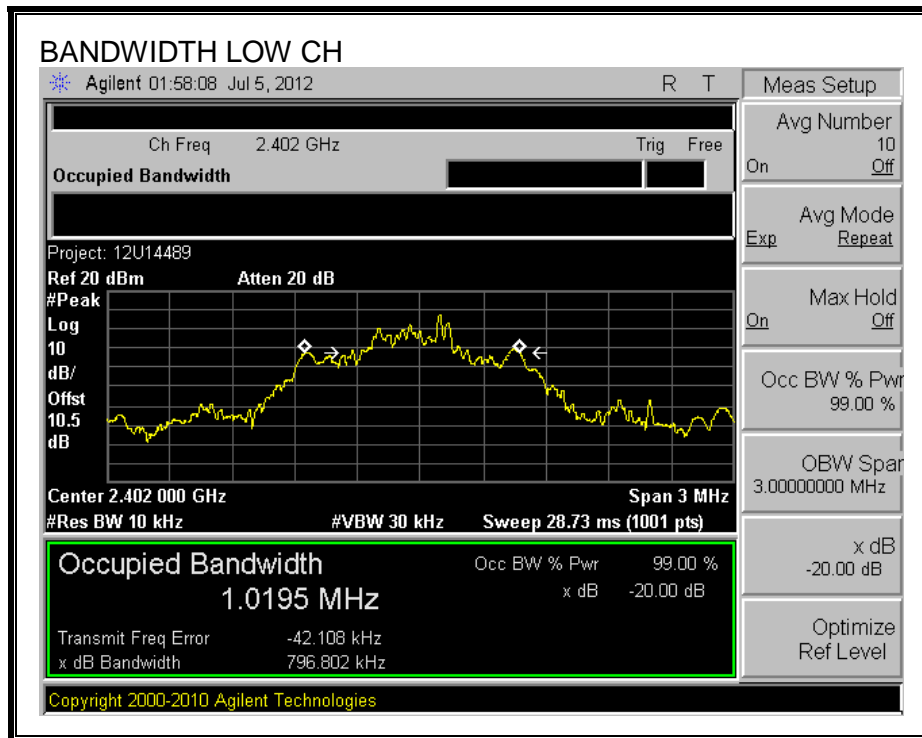 BANDWIDTH LOW CH
Agilent 01:58:08 Jul 5, 2012 R T
Ch Freq 2.402 GHz Trig Free
Occupied Bandwidth
Project: 12U14489
Ref 20 dBm Atten 20 dB
#Peak
Log
10
dB/
Offst
10.5
dB
Center 2.402 000 GHz Span 3 MHz
#Res BW 10 kHz #VBW 30 kHz Sweep 28.73 ms (1001 pts)
Occupied Bandwidth
1.0195 MHz
Occ BW % Pwr 99.00 %
x dB -20.00 dB
Transmit Freq Error -42.108 kHz
x dB Bandwidth 796.802 kHz
Copyright 2000-2010 Agilent Technologies
Meas Setup
Avg Number
10
On Off
Avg Mode
Exp Repeat
Max Hold
On Off
Occ BW % Pwr
99.00 %
OBW Span
3.00000000 MHz
x dB
-20.00 dB
Optimize
Ref Level